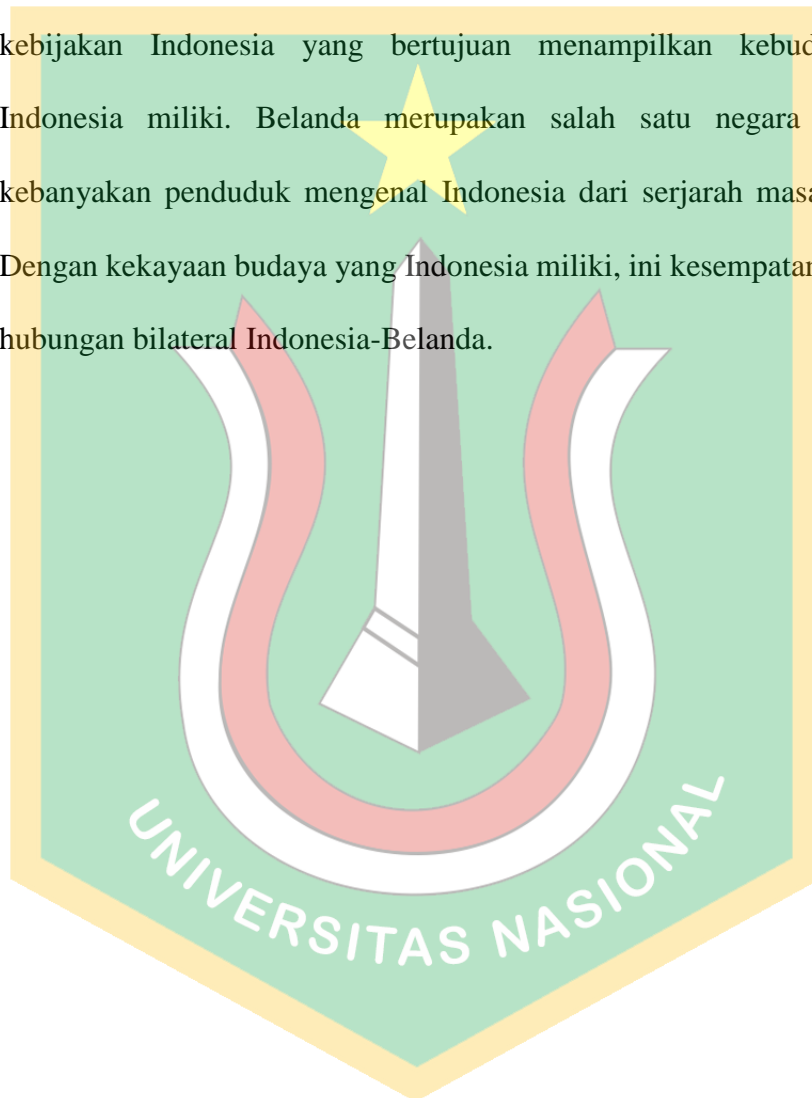 kebijakan Indonesia yang bertujuan menampilkan
Indonesia miliki. Belanda merupakan salah satu negara
kebanyakan penduduk mengenal Indonesia dari serjarah
Dengan kekayaan budaya yang Indonesia miliki, ini kesempatan
hubungan bilateral Indonesia-Belanda.
UNIVERSITAS NASIONAL